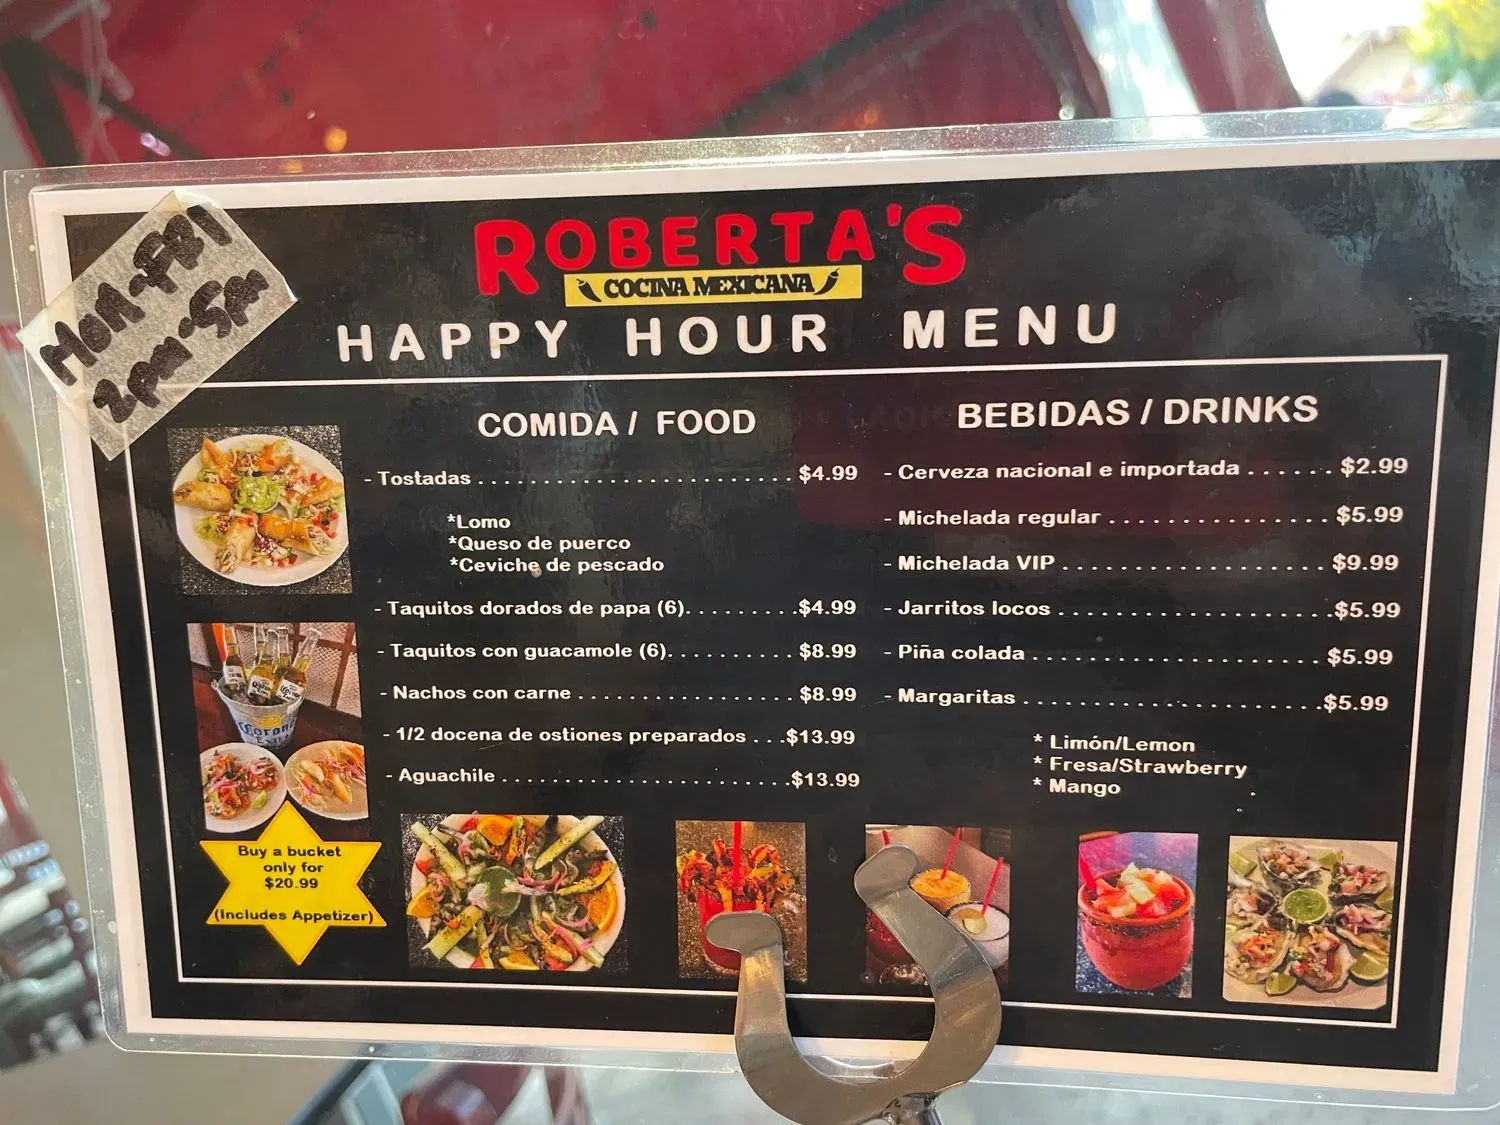 MON-FRI
2pm-5pm
ROBERTA'S
COCINA MEXICANA
HAPPY HOUR MENU
COMIDA / FOOD
- Tostadas . . . . . . . . . . . . . . . . . . . . . . . . $4.99
*Lomo
*Queso de puerco
*Ceviche de pescado
- Taquitos dorados de papa (6). . . . . . . . .$4.99
- Taquitos con guacamole (6). . . . . . . . . . $8.99
- Nachos con carne . . . . . . . . . . . . . . . . . $8.99
- 1/2 docena de ostiones preparados . . .$13.99
- Aguachile . . . . . . . . . . . . . . . . . . . . . . .$13.99
BEBIDAS / DRINKS
- Cerveza nacional e importada . . . . . . $2.99
- Michelada regular . . . . . . . . . . . . . . . . $5.99
- Michelada VIP . . . . . . . . . . . . . . . . . . . $9.99
- Jarritos locos . . . . . . . . . . . . . . . . . . . .$5.99
- Piña colada . . . . . . . . . . . . . . . . . . . . . $5.99
- Margaritas . . . . . . . . . . . . . . . . . . . . . .$5.99
* Limón/Lemon
* Fresa/Strawberry
* Mango
Buy a bucket
only for
$20.99
(Includes Appetizer)